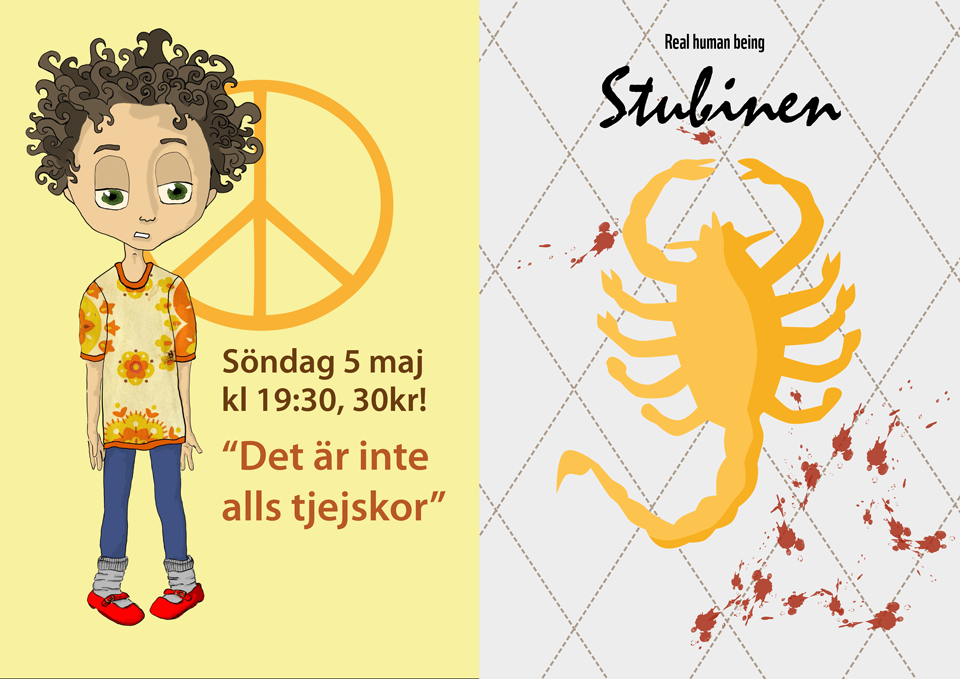 Söndag 5 maj
kl 19:30, 30kr!
“Det är inte
alls tjejskor”
Real human being
Stubinen